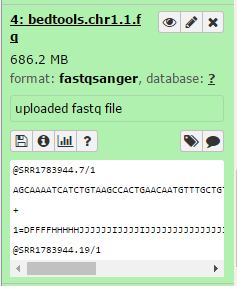 4: bedtools.chr1.1.f
q
686.2 MB
format: fastqsanger, database: ?
uploaded fastq file
@SRR1783944.7/1
AGCAAAATCATCTGTAAGCCACTGAACAATGTTTGCTGT
+
1=DFFFFHHHHHJJJJJJIJJJJIJJJJJJJJJJJJJJJJ
@SRR1783944.19/1